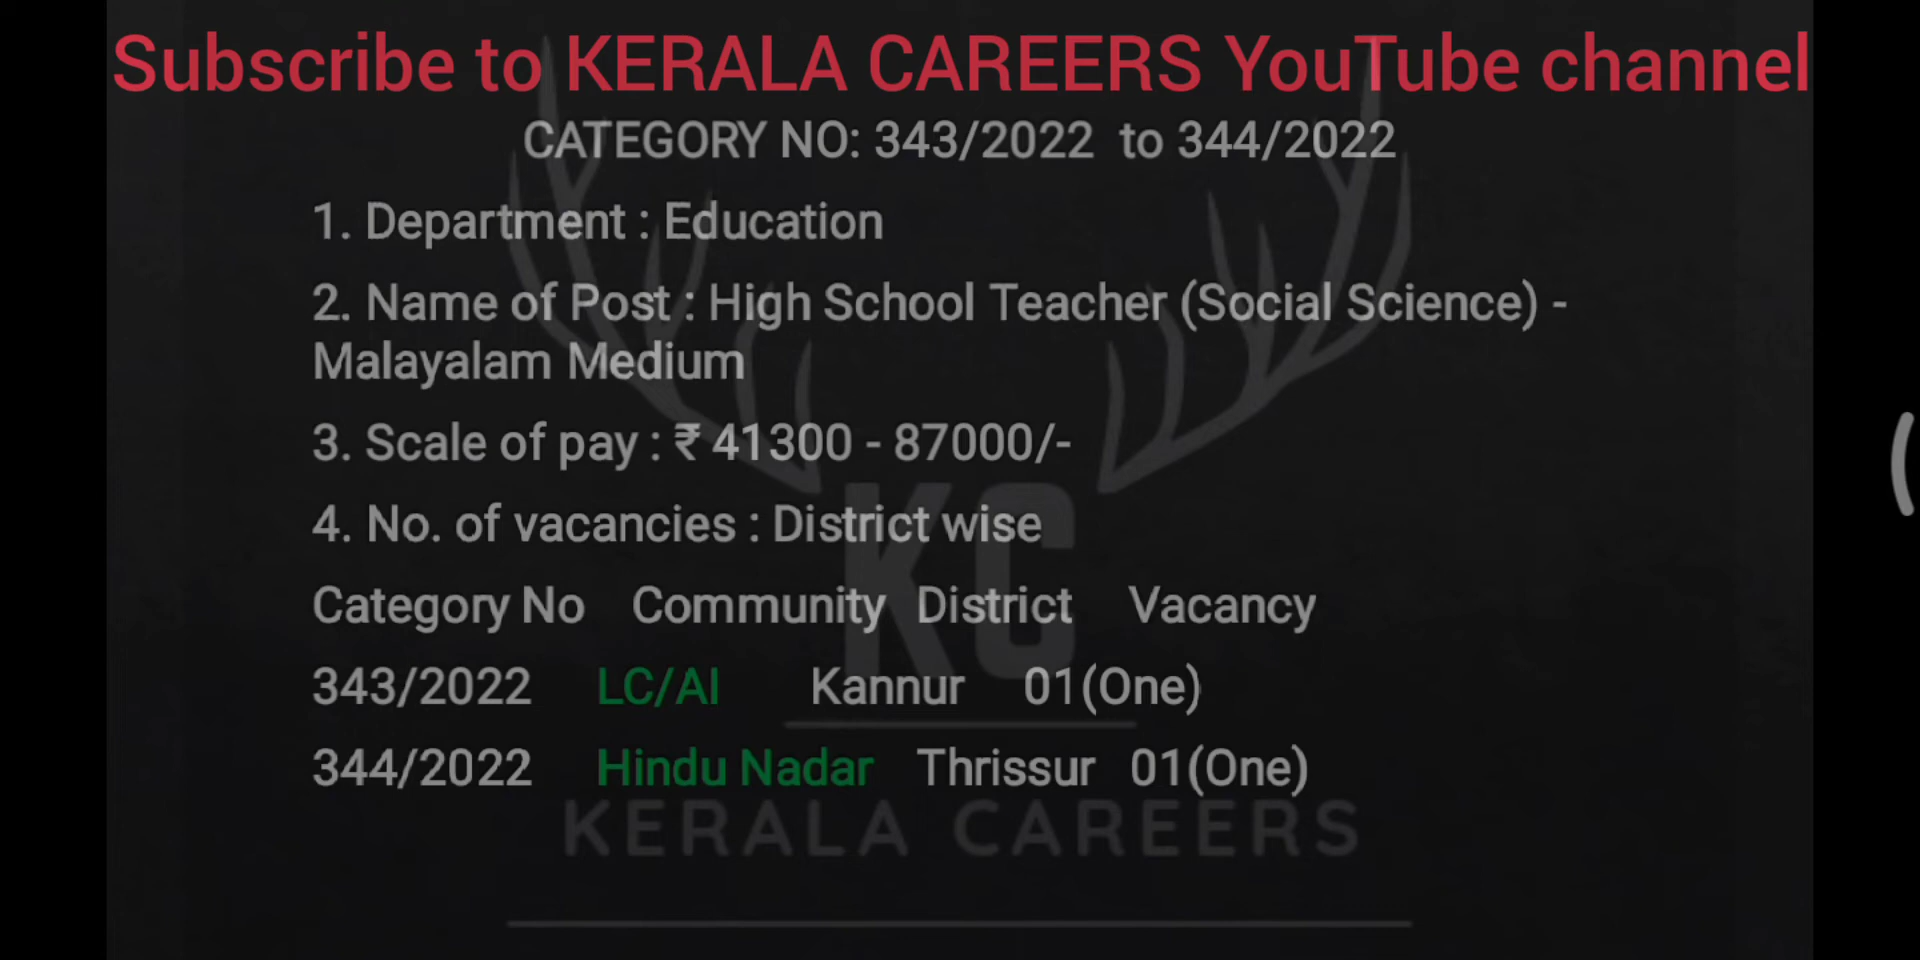 Subscribe to KERALA CAREERS YouTube channel
CATEGORY NO: 343/2022 to 344/2022
1. Department : Education
2. Name of Post : High School Teacher (Social Science) -
Malayalam Medium
3. Scale of pay : ₹ 41300 - 87000/-
4. No. of vacancies : District wise
KC
Category No Community District Vacancy
343/2022 LC/AI Kannur 01(One)
344/2022 Hindu Nadar Thrissur 01(One)
KERALA CAREERS